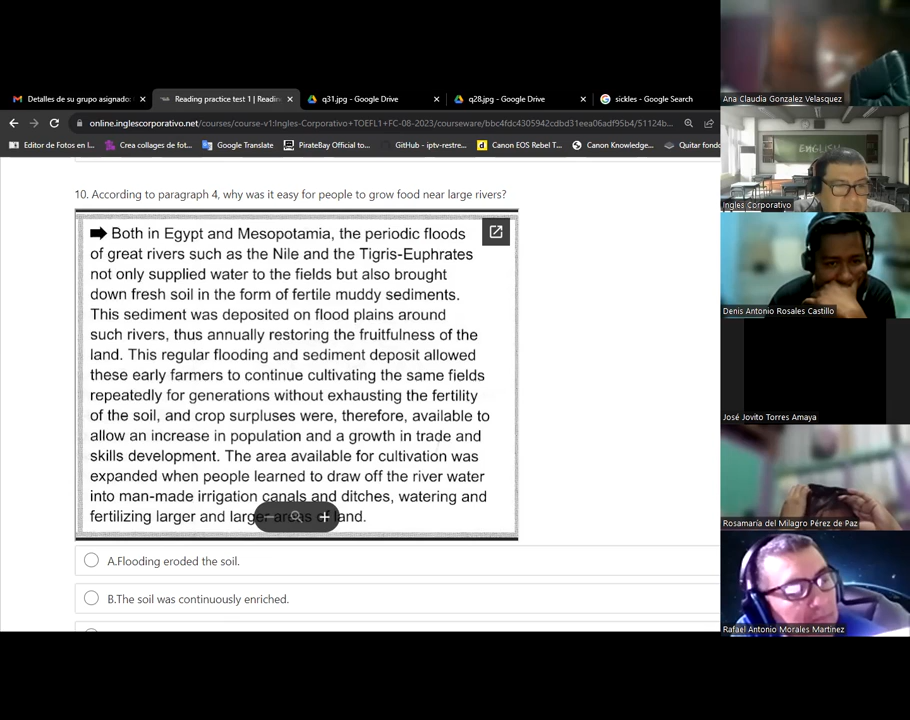 Detalles de su grupo asignado:
Reading practice test 1 | Readin
q31.jpg - Google Drive
q28.jpg - Google Drive
sickles - Google Search
online.inglescorporativo.net/courses/course-v1:Ingles-Corporativo+TOEFL1+FC-08-2023/courseware/bbc4fdc4305942cdbd31eea06adf95b4/51124b...
Editor de Fotos en l...
Crea collages de fot...
Google Translate
PirateBay Official to...
GitHub - iptv-restre...
Canon EOS Rebel T...
Canon Knowledge...
Quitar fondo
10. According to paragraph 4, why was it easy for people to grow food near large rivers?
Both in Egypt and Mesopotamia, the periodic floods
of great rivers such as the Nile and the Tigris-Euphrates
not only supplied water to the fields but also brought
down fresh soil in the form of fertile muddy sediments.
This sediment was deposited on flood plains around
such rivers, thus annually restoring the fruitfulness of the
land. This regular flooding and sediment deposit allowed
these early farmers to continue cultivating the same fields
repeatedly for generations without exhausting the fertility
of the soil, and crop surpluses were, therefore, available to
allow an increase in population and a growth in trade and
skills development. The area available for cultivation was
expanded when people learned to draw off the river water
into man-made irrigation canals and ditches, watering and
fertilizing larger and larger areas of land.
A.Flooding eroded the soil.
B.The soil was continuously enriched.
Ana Claudia Gonzalez Velasquez
ENGLISH
Ingles Corporativo
Denis Antonio Rosales Castillo
José Jovito Torres Amaya
Rosamaría del Milagro Pérez de Paz
Rafael Antonio Morales Martinez